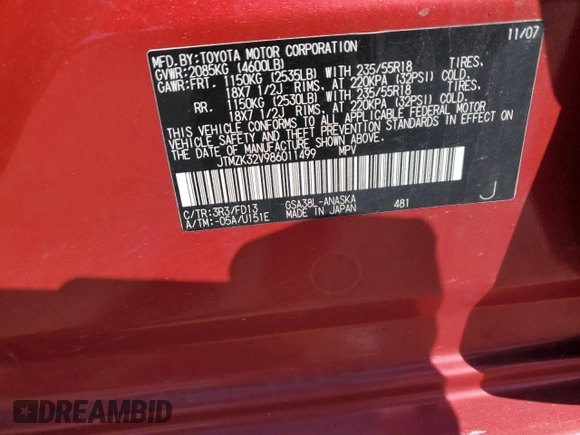 MFD.BY:TOYOTA MOTOR CORPORATION 11/07
GVWR:2085KG (4600LB)
GAWR:FRT. 1150KG (2535LB) WITH 235/55R18 TIRES,
18X7 1/2J RIMS, AT 220KPA (32PSI) COLD.
RR. 1150KG (2530LB) WITH 235/55R18 TIRES,
18X7 1/2J RIMS, AT 220KPA (32PSI) COLD.
THIS VEHICLE CONFORMS TO ALL APPLICABLE FEDERAL MOTOR
VEHICLE SAFETY AND THEFT PREVENTION STANDARDS IN
EFFECT ON THE DATE OF MANUFACTURE SHOWN ABOVE.
JTMZK32V986011499 MPV
C/TR:3R3/FD13 GSA38L-ANASKA 481 J
A/TM:-05A/U151E MADE IN JAPAN
DREAMBID